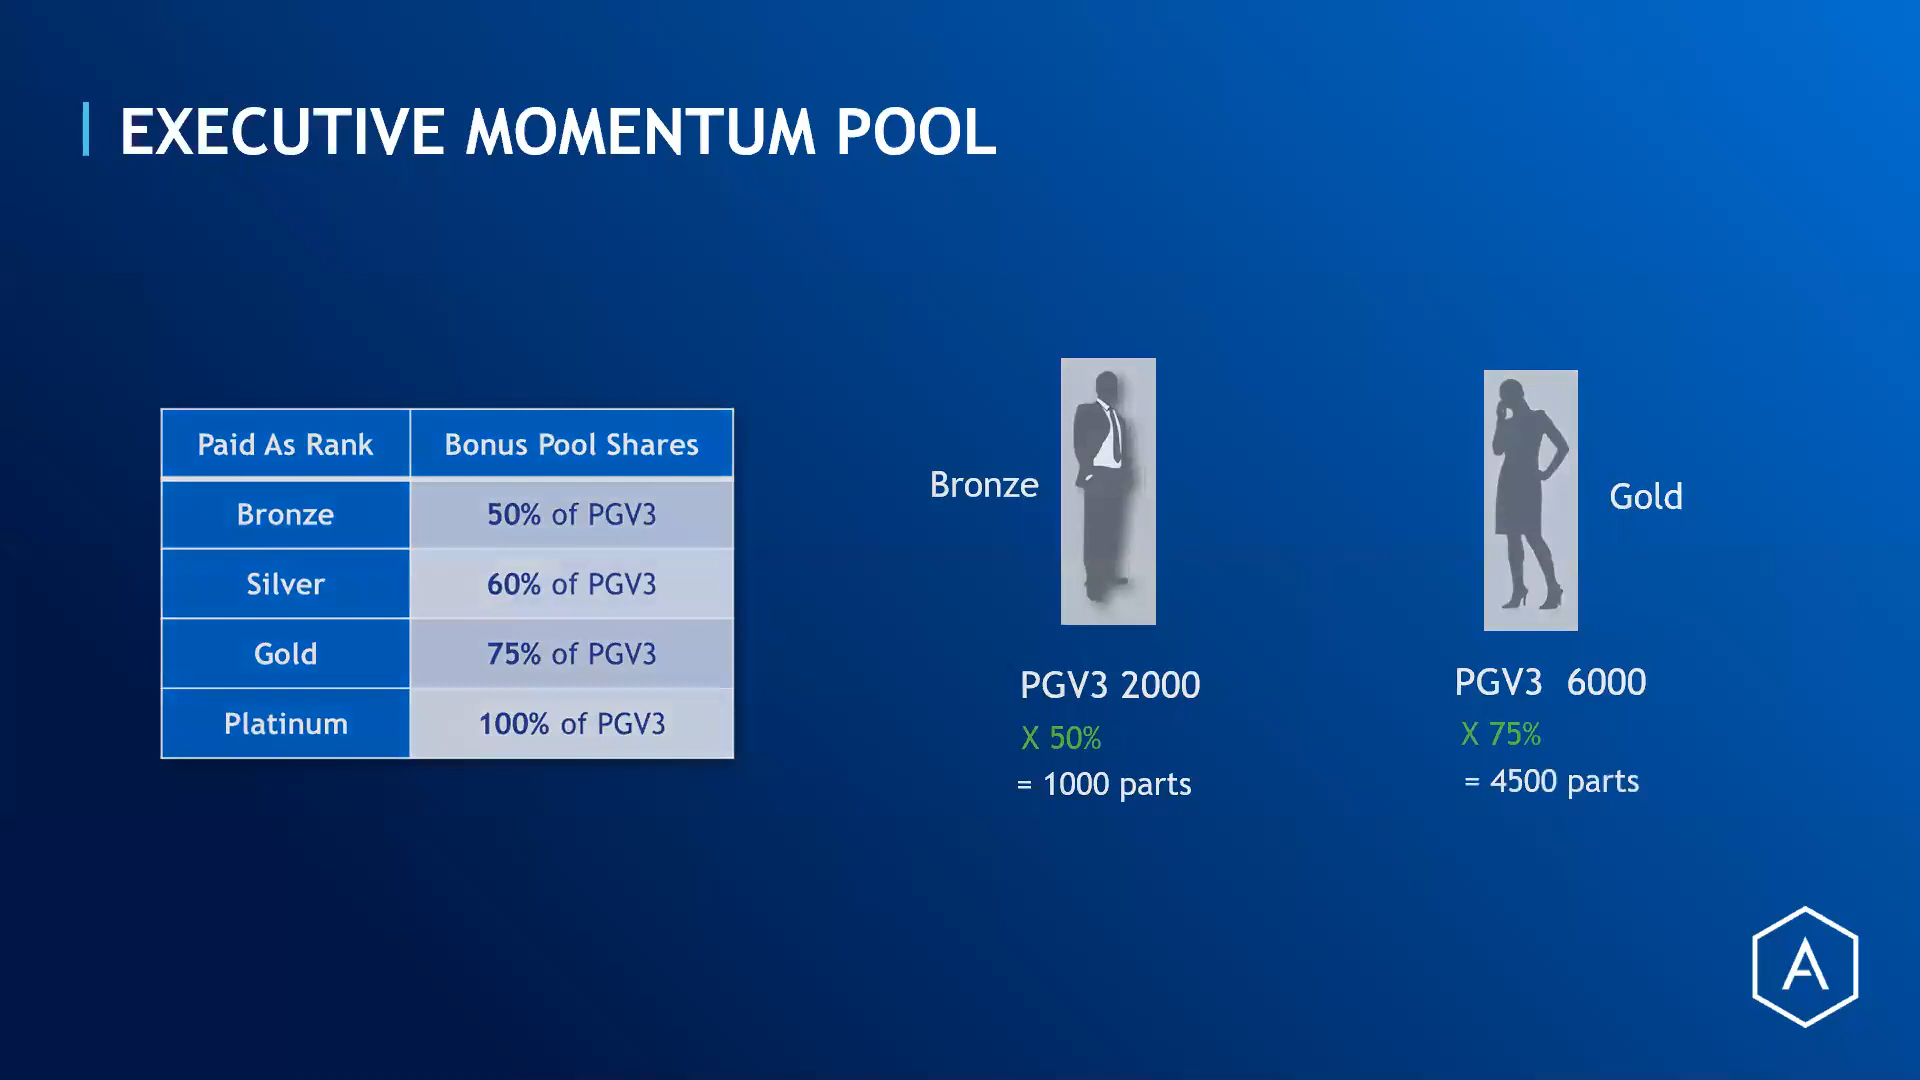 EXECUTIVE MOMENTUM POOL
Paid As Rank Bonus Pool Shares
Bronze 50% of PGV3
Silver 60% of PGV3
Gold 75% of PGV3
Platinum 100% of PGV3
Bronze
PGV3 2000
X 50%
= 1000 parts
Gold
PGV3 6000
X 75%
= 4500 parts
A